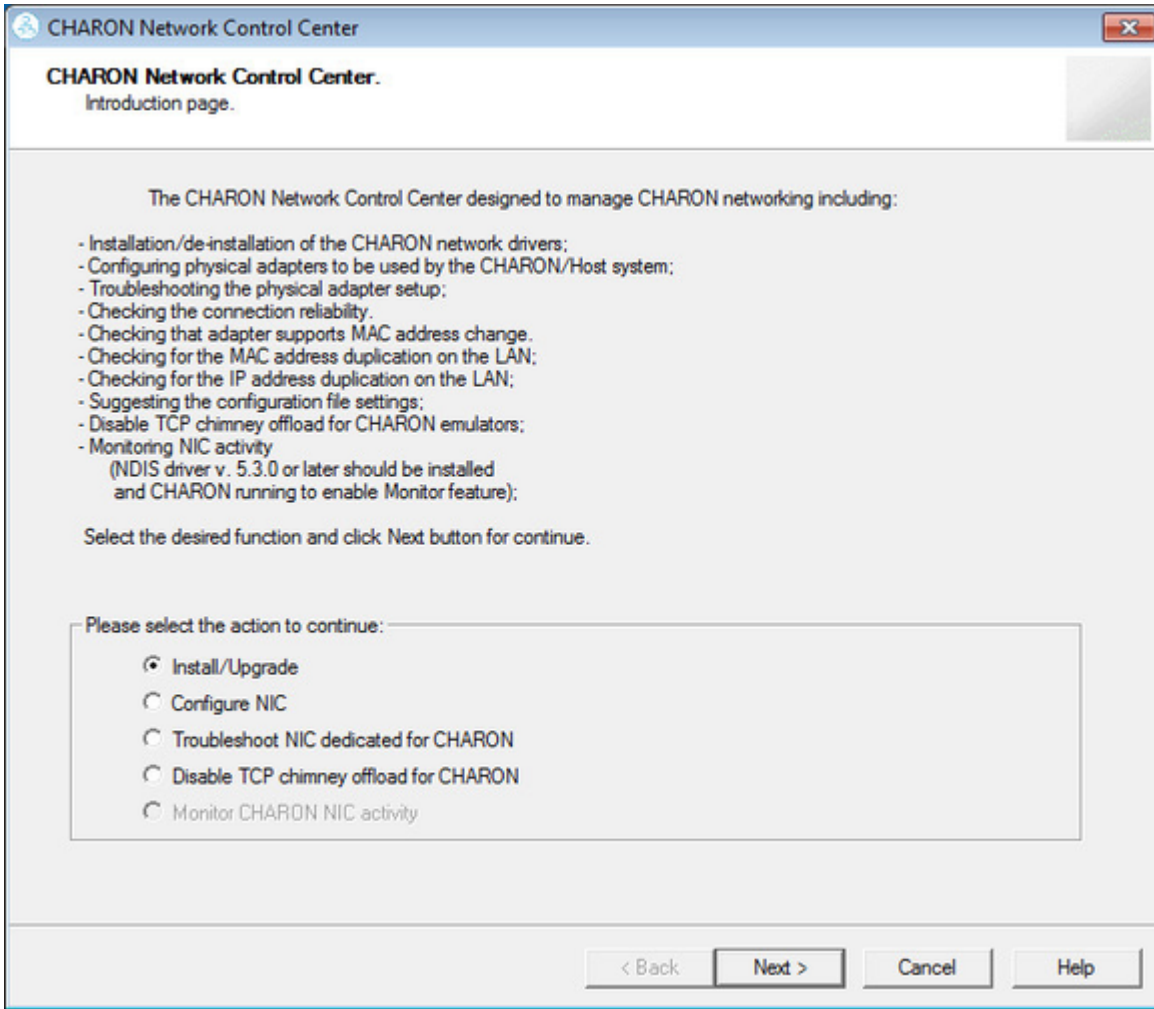 CHARON Network Control Center
CHARON Network Control Center.
Introduction page.
The CHARON Network Control Center designed to manage CHARON networking including:
- Installation/de-installation of the CHARON network drivers;
- Configuring physical adapters to be used by the CHARON/Host system;
- Troubleshooting the physical adapter setup;
- Checking the connection reliability.
- Checking that adapter supports MAC address change.
- Checking for the MAC address duplication on the LAN;
- Checking for the IP address duplication on the LAN;
- Suggesting the configuration file settings;
- Disable TCP chimney offload for CHARON emulators;
- Monitoring NIC activity
(NDIS driver v. 5.3.0 or later should be installed
and CHARON running to enable Monitor feature);
Select the desired function and click Next button for continue.
Please select the action to continue:
Install/Upgrade
Configure NIC
Troubleshoot NIC dedicated for CHARON
Disable TCP chimney offload for CHARON
Monitor CHARON NIC activity
< Back Next > Cancel Help